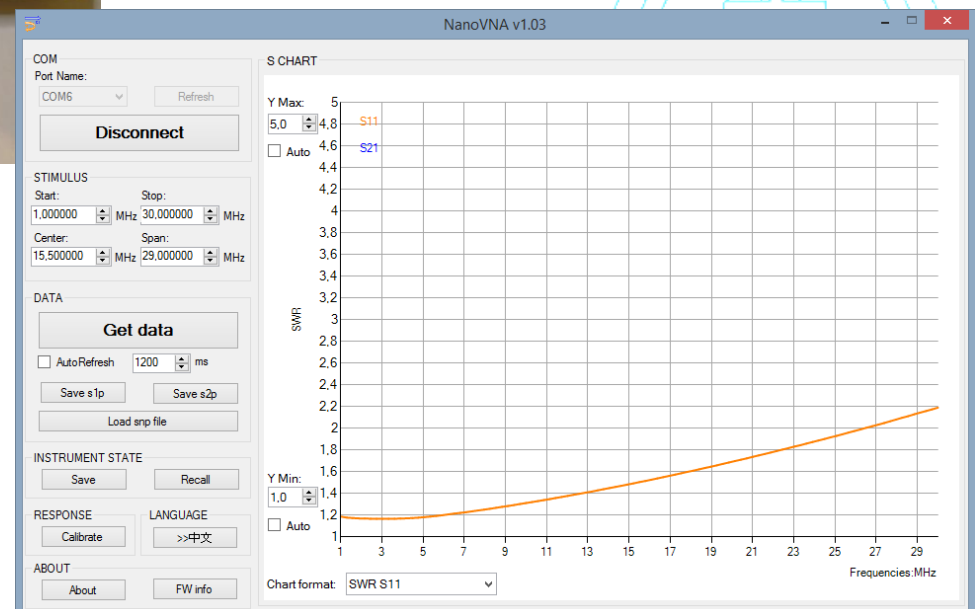 NanoVNA v1.03
COM
Port Name:
COM6
Refresh
Disconnect
STIMULUS
Start:
Stop:
1,000000 MHz 30,000000 MHz
Center:
Span:
15,500000 MHz 29,000000 MHz
DATA
Get data
AutoRefresh 1200 ms
Save s1p
Save s2p
Load snp file
INSTRUMENT STATE
Save
Recall
RESPONSE
LANGUAGE
Calibrate
>>中文
ABOUT
About
FW info
S CHART
Y Max:
5,0
Auto
S11
S21
5
4,8
4,6
4,4
4,2
4
3,8
3,6
3,4
3,2
3
2,8
2,6
2,4
2,2
2
1,8
1,6
1,4
1,2
1
SWR
Y Min:
1,0
Auto
1 3 5 7 9 11 13 15 17 19 21 23 25 27 29
Frequencies:MHz
Chart format: SWR S11